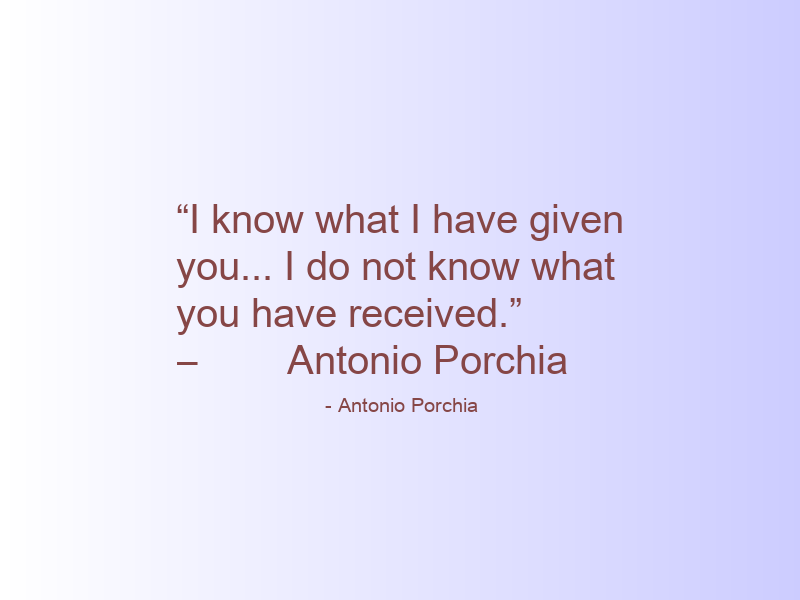 “I know what I have given
you... I do not know what
you have received.”
–        Antonio Porchia
- Antonio Porchia